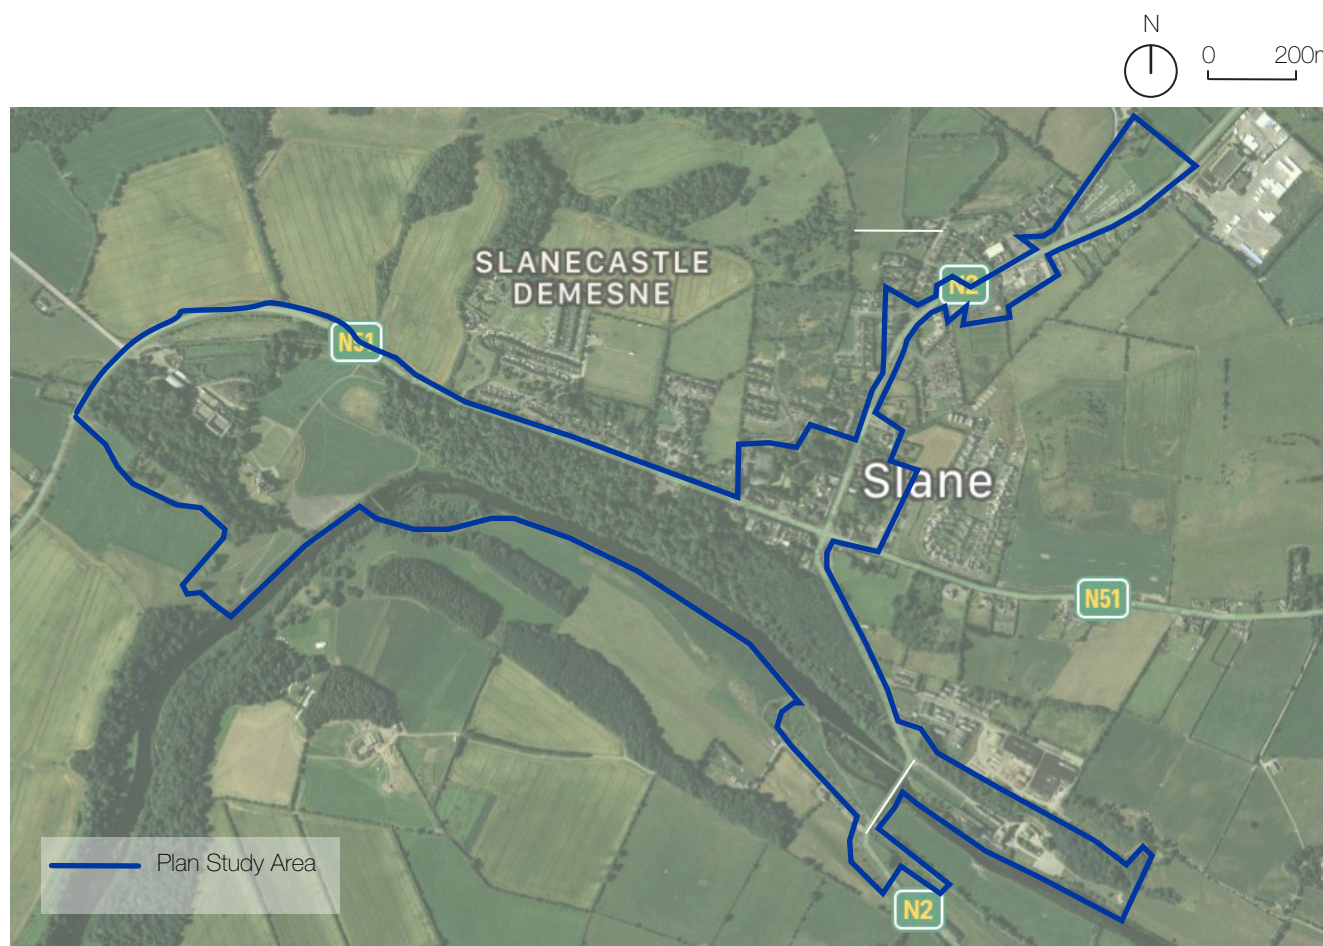 N
0 200m
SLANECASTLE
DEMESNE
N2
N51
Slane
N51
Plan Study Area
N2